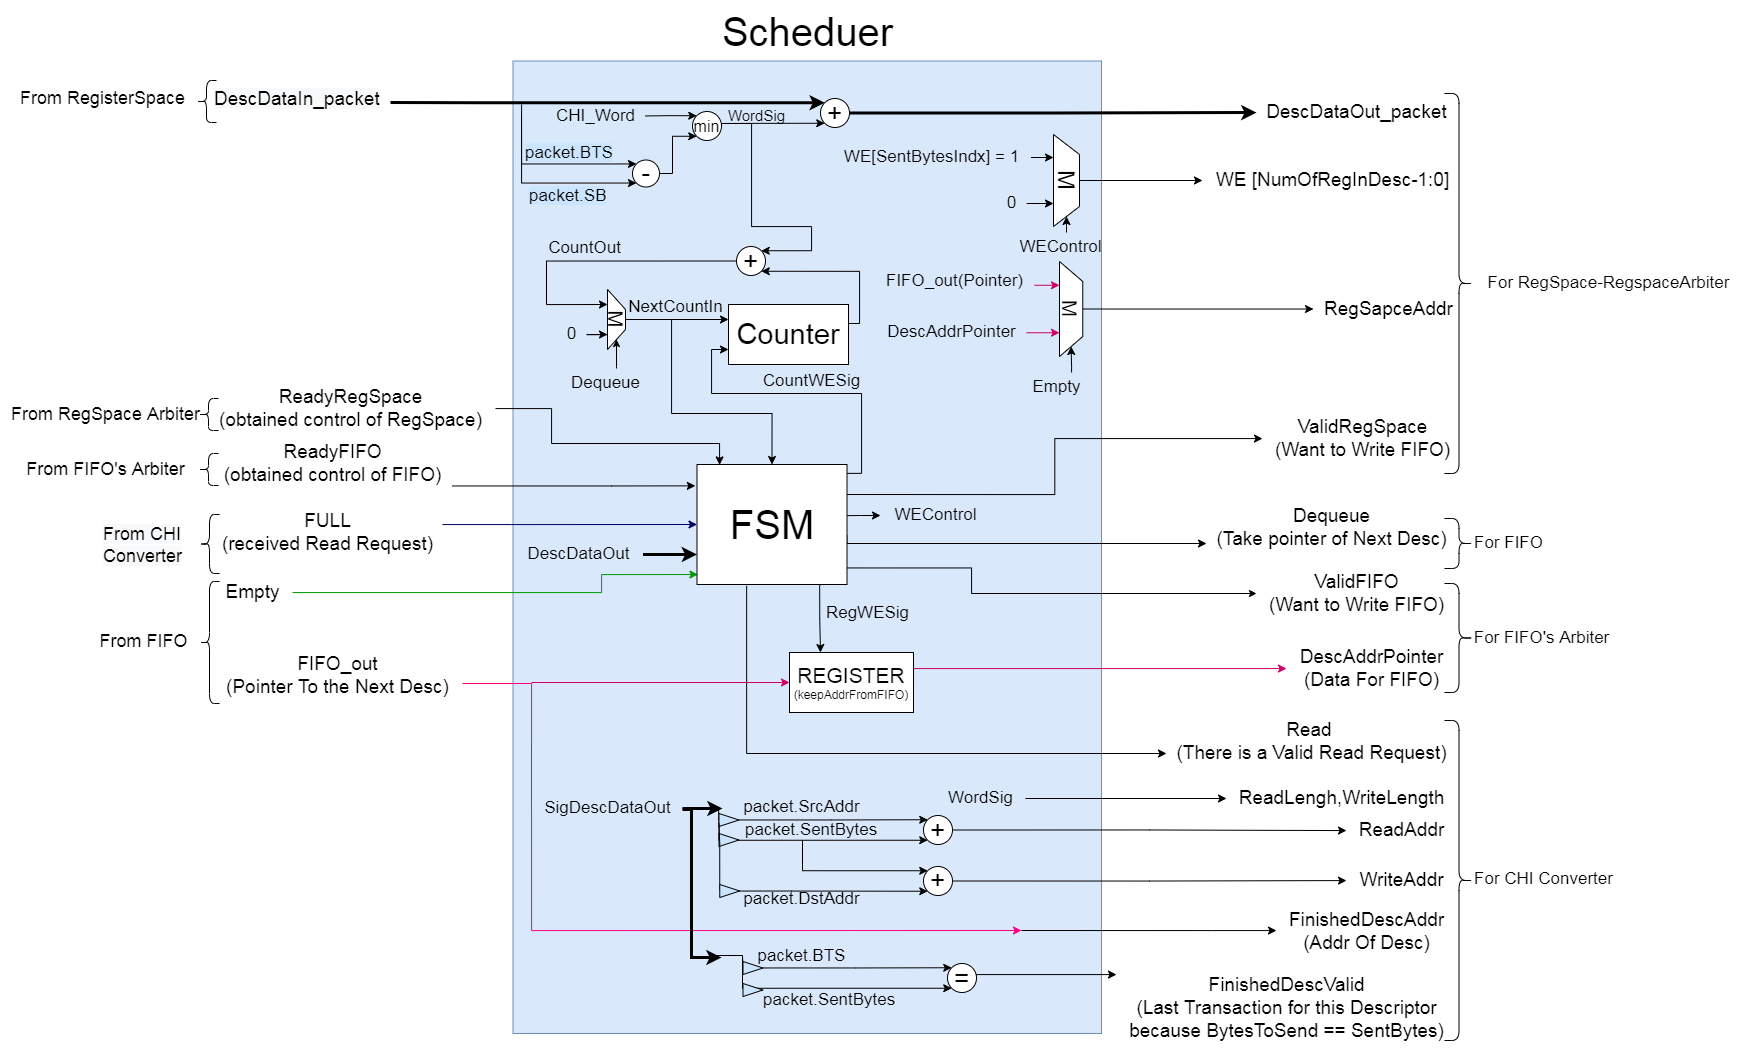 Scheduer
From RegisterSpace
DescDataIn_packet
CHI_Word
min
WordSig
+
DescDataOut_packet
packet.BTS
-
packet.SB
WE[SentBytesIndx] = 1
M
0
WE [NumOfRegInDesc-1:0]
WEControl
CountOut
+
FIFO_out(Pointer)
M
DescAddrPointer
Empty
RegSapceAddr
For RegSpace-RegspaceArbiter
NextCountIn
M
0
Dequeue
Counter
CountWESig
From RegSpace Arbiter
ReadyRegSpace
(obtained control of RegSpace)
From FIFO's Arbiter
ReadyFIFO
(obtained control of FIFO)
ValidRegSpace
(Want to Write FIFO)
From CHI
Converter
FULL
(received Read Request)
FSM
WEControl
DescDataOut
Dequeue
(Take pointer of Next Desc)
For FIFO
From FIFO
Empty
FIFO_out
(Pointer To the Next Desc)
RegWESig
REGISTER
(keepAddrFromFIFO)
ValidFIFO
(Want to Write FIFO)
DescAddrPointer
(Data For FIFO)
For FIFO's Arbiter
Read
(There is a Valid Read Request)
SigDescDataOut
packet.SrcAddr
packet.SentBytes
+
packet.DstAddr
+
WordSig
ReadLengh,WriteLength
ReadAddr
WriteAddr
For CHI Converter
FinishedDescAddr
(Addr Of Desc)
packet.BTS
=
packet.SentBytes
FinishedDescValid
(Last Transaction for this Descriptor
because BytesToSend == SentBytes)